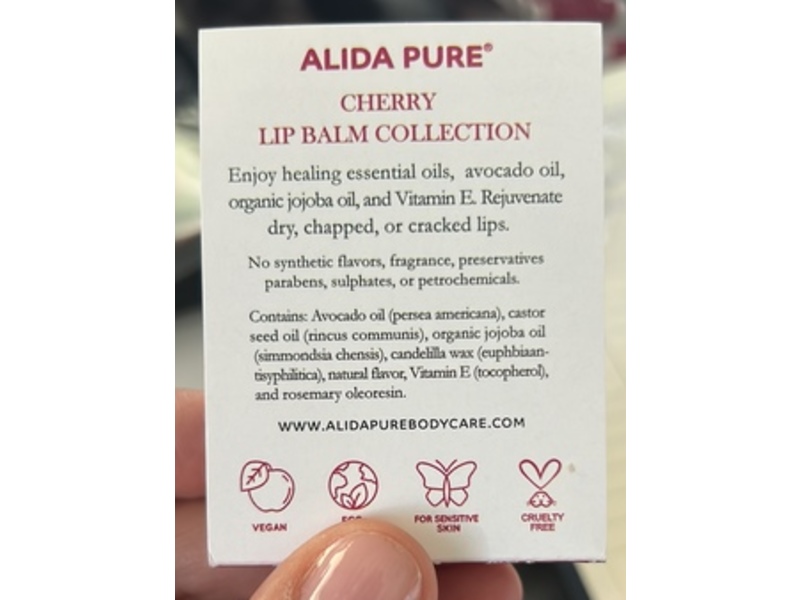 ALIDA PURE®
CHERRY
LIP BALM COLLECTION
Enjoy healing essential oils, avocado oil,
organic jojoba oil, and Vitamin E. Rejuvenate
dry, chapped, or cracked lips.
No synthetic flavors, fragrance, preservatives
parabens, sulphates, or petrochemicals.
Contains: Avocado oil (persea americana), castor
seed oil (rincus communis), organic jojoba oil
(simmondsia chensis), candelilla wax (euphbiaan-
tisyphilitica), natural flavor, Vitamin E (tocopherol),
and rosemary oleoresin.
WWW.ALIDAPUREBODYCARE.COM
VEGAN
FOR SENSITIVE
SKIN
CRUELTY
FREE